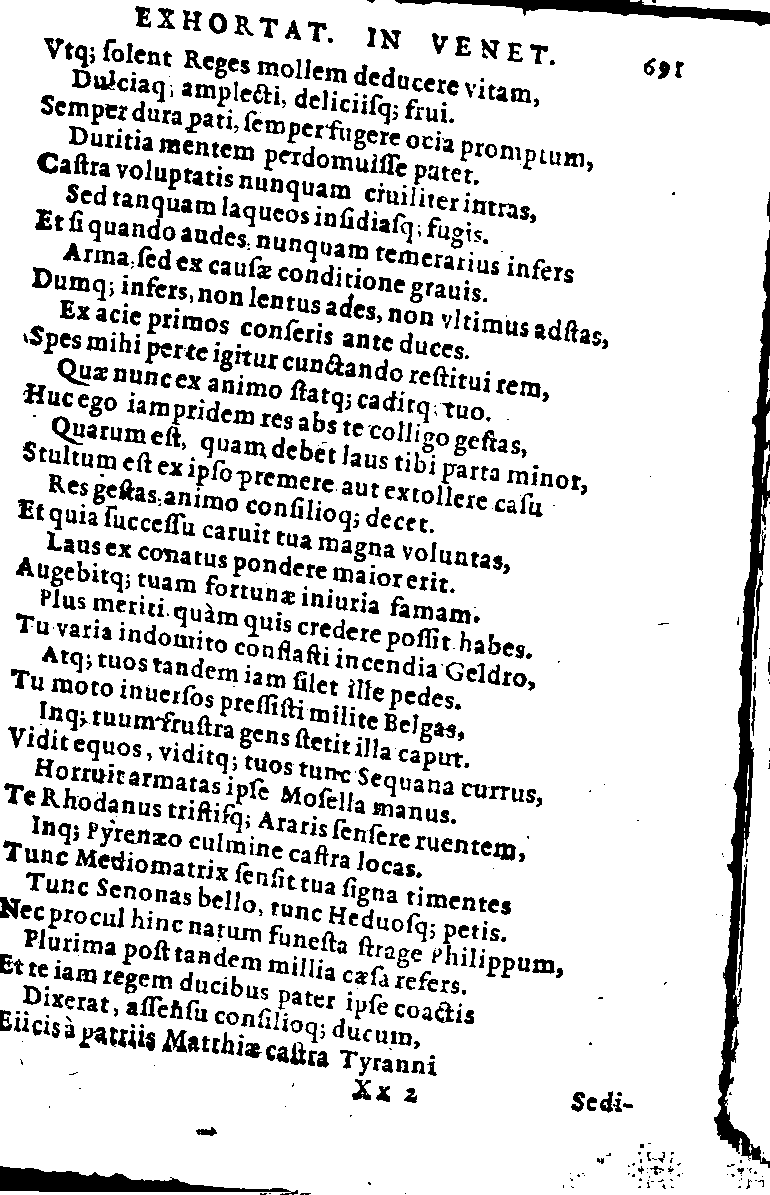 EXHORTAT. IN VENET. 691
Vtq; ſolent Reges mollem deducere vitam,
Dulciaq; amplecti, deliciiſq; frui.
Semper dura pati, ſemper fugere ocia promptum,
Duritia mentem perdomuiſſe patet.
Caſtra voluptatis nunquam ciuiliter intras,
Sed tanquam laqueos inſidiaſq; fugis.
Et ſi quando audes, nunquam temerarius infers
Arma, ſed ex cauſæ conditione grauis.
Dumq; infers, non lentus ades, non vltimus adſtas,
Ex acie primos conſeris ante duces.
Spes mihi per te igitur cunctando reſtitui rem,
Quæ nunc ex animo ſtatq; caditq; tuo.
Huc ego iampridem res abs te colligo geſtas,
Quarum eſt, quam debet laus tibi parta minor,
Stultum eſt ex ipſo premere aut extollere caſu
Res geſtas, animo conſilioq; decet.
Et quia ſucceſſu caruit tua magna voluntas,
Laus ex conatus pondere maior erit.
Augebitq; tuam fortunæ iniuria famam.
Plus meriti quàm quis credere poſſit habes.
Tu varia indomito conflaſti incendia Geldro,
Atq; tuos tandem iam ſilet ille pedes.
Tu moto inuerſos preſſiſti milite Belgas,
Inq; tuum fruſtra gens ſtetit illa caput.
Vidit equos, viditq; tuos tunc Sequana currus,
Horruit armatas ipſe Moſella manus.
Te Rhodanus triſtiſq; Araris ſenſere ruentem,
Inq; Pyrenæo culmine caſtra locas.
Tunc Mediomatrix ſenſit tua ſigna timentes
Tunc Senonas bello, tunc Heduoſq; petis.
Nec procul hinc natum funeſta ſtrage Philippum,
Plurima poſt tandem millia cæſa refers.
Et te iam regem ducibus pater ipſe coactis
Dixerat, aſſenſu conſilioq; ducum,
Eiicis à patriis Matthiæ caſtra Tyranni
Xx 2 Sedi-